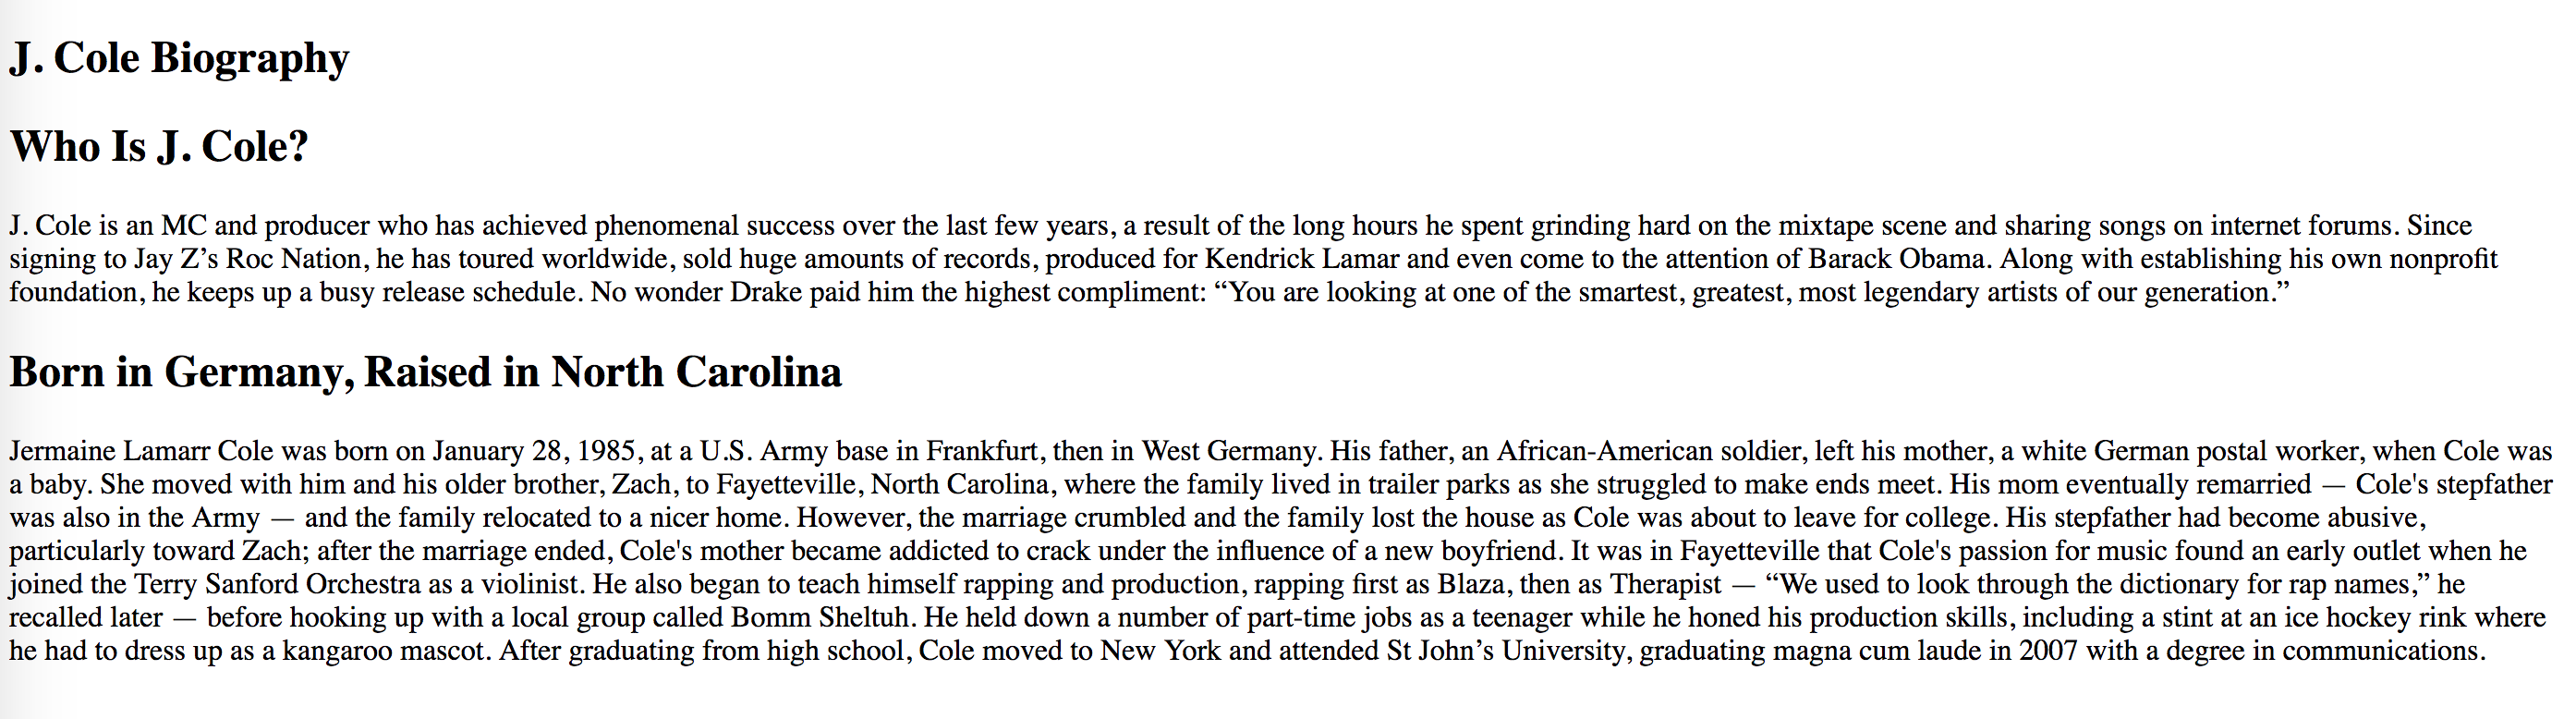 J. Cole Biography
Who Is J. Cole?
J. Cole is an MC and producer who has achieved phenomenal success over the last few years, a result of the long hours he spent grinding hard on the mixtape scene and sharing songs on internet forums. Since
signing to Jay Z’s Roc Nation, he has toured worldwide, sold huge amounts of records, produced for Kendrick Lamar and even come to the attention of Barack Obama. Along with establishing his own nonprofit
foundation, he keeps up a busy release schedule. No wonder Drake paid him the highest compliment: “You are looking at one of the smartest, greatest, most legendary artists of our generation.”
Born in Germany, Raised in North Carolina
Jermaine Lamarr Cole was born on January 28, 1985, at a U.S. Army base in Frankfurt, then in West Germany. His father, an African-American soldier, left his mother, a white German postal worker, when Cole was
a baby. She moved with him and his older brother, Zach, to Fayetteville, North Carolina, where the family lived in trailer parks as she struggled to make ends meet. His mom eventually remarried — Cole's stepfather
was also in the Army — and the family relocated to a nicer home. However, the marriage crumbled and the family lost the house as Cole was about to leave for college. His stepfather had become abusive,
particularly toward Zach; after the marriage ended, Cole's mother became addicted to crack under the influence of a new boyfriend. It was in Fayetteville that Cole's passion for music found an early outlet when he
joined the Terry Sanford Orchestra as a violinist. He also began to teach himself rapping and production, rapping first as Blaza, then as Therapist — “We used to look through the dictionary for rap names,” he
recalled later — before hooking up with a local group called Bomm Sheltuh. He held down a number of part-time jobs as a teenager while he honed his production skills, including a stint at an ice hockey rink where
he had to dress up as a kangaroo mascot. After graduating from high school, Cole moved to New York and attended St John’s University, graduating magna cum laude in 2007 with a degree in communications.